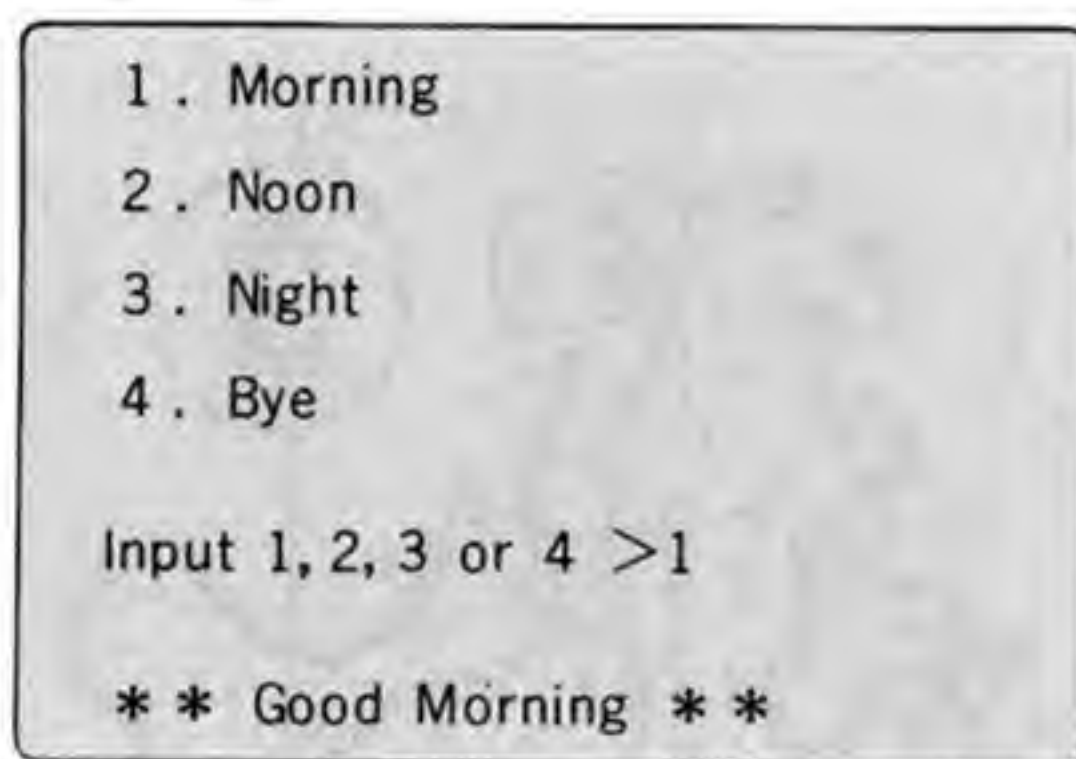 1. Morning
2. Noon
3. Night
4. Bye
Input 1, 2, 3 or 4 >1
** Good Morning **